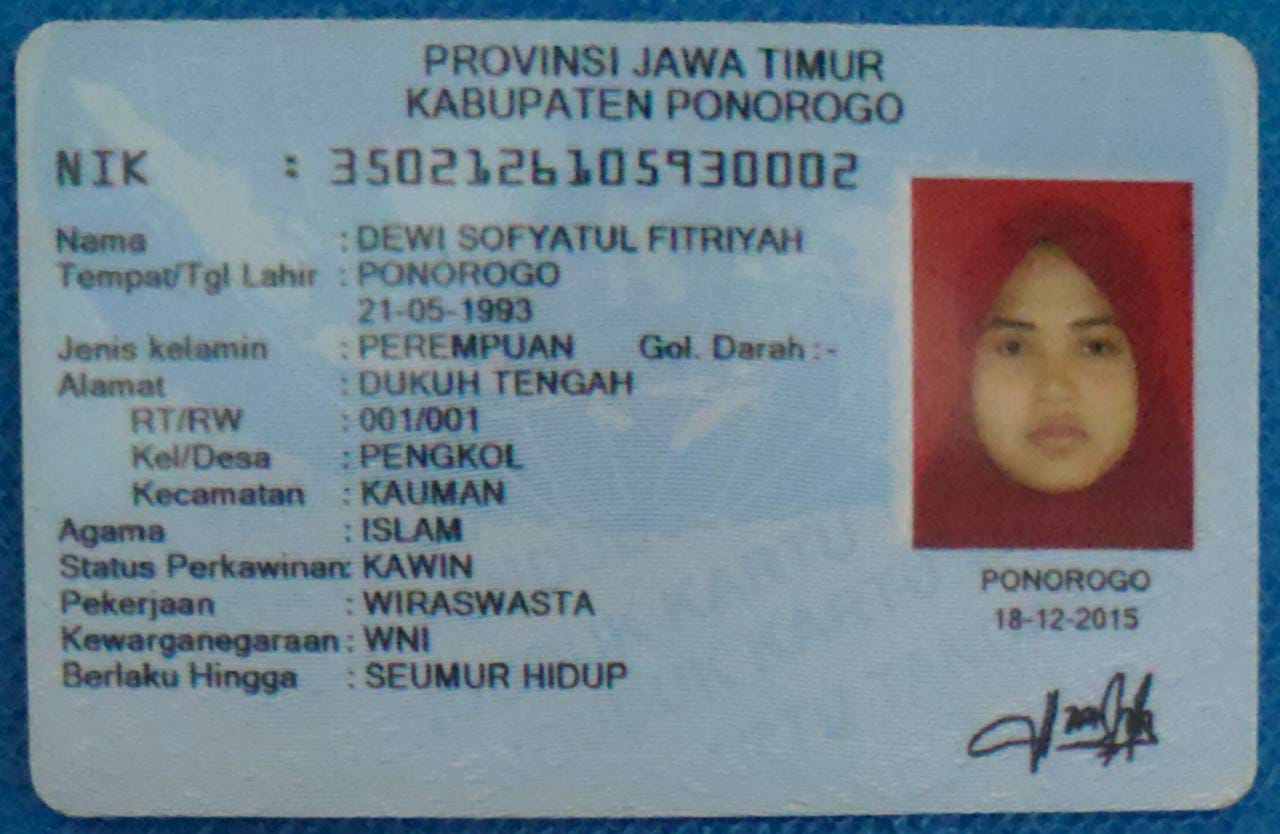 PROVINSI JAWA TIMUR
KABUPATEN PONOROGO
NIK : 3502126105930002
Nama : DEWI SOFYATUL FITRIYAH
Tempat/Tgl Lahir : PONOROGO
21-05-1993
Jenis kelamin : PEREMPUAN Gol. Darah : -
Alamat : DUKUH TENGAH
RT/RW : 001/001
Kel/Desa : PENGKOL
Kecamatan : KAUMAN
Agama : ISLAM
Status Perkawinan: KAWIN
Pekerjaan : WIRASWASTA
Kewarganegaraan : WNI
Berlaku Hingga : SEUMUR HIDUP
PONOROGO
18-12-2015